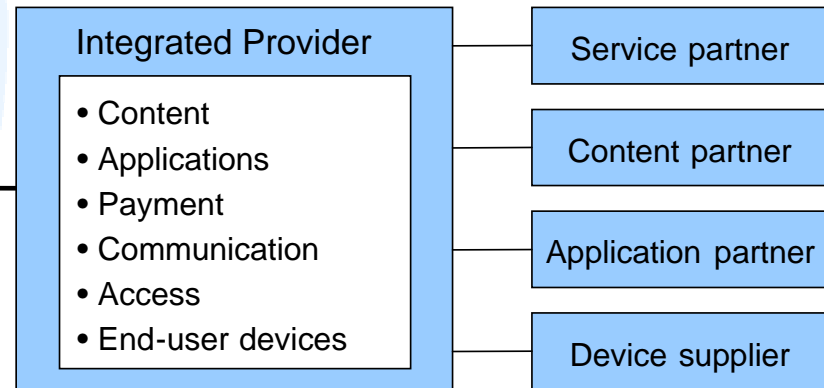 Integrated Provider
• Content
• Applications
• Payment
• Communication
• Access
• End-user devices
Service partner
Content partner
Application partner
Device supplier